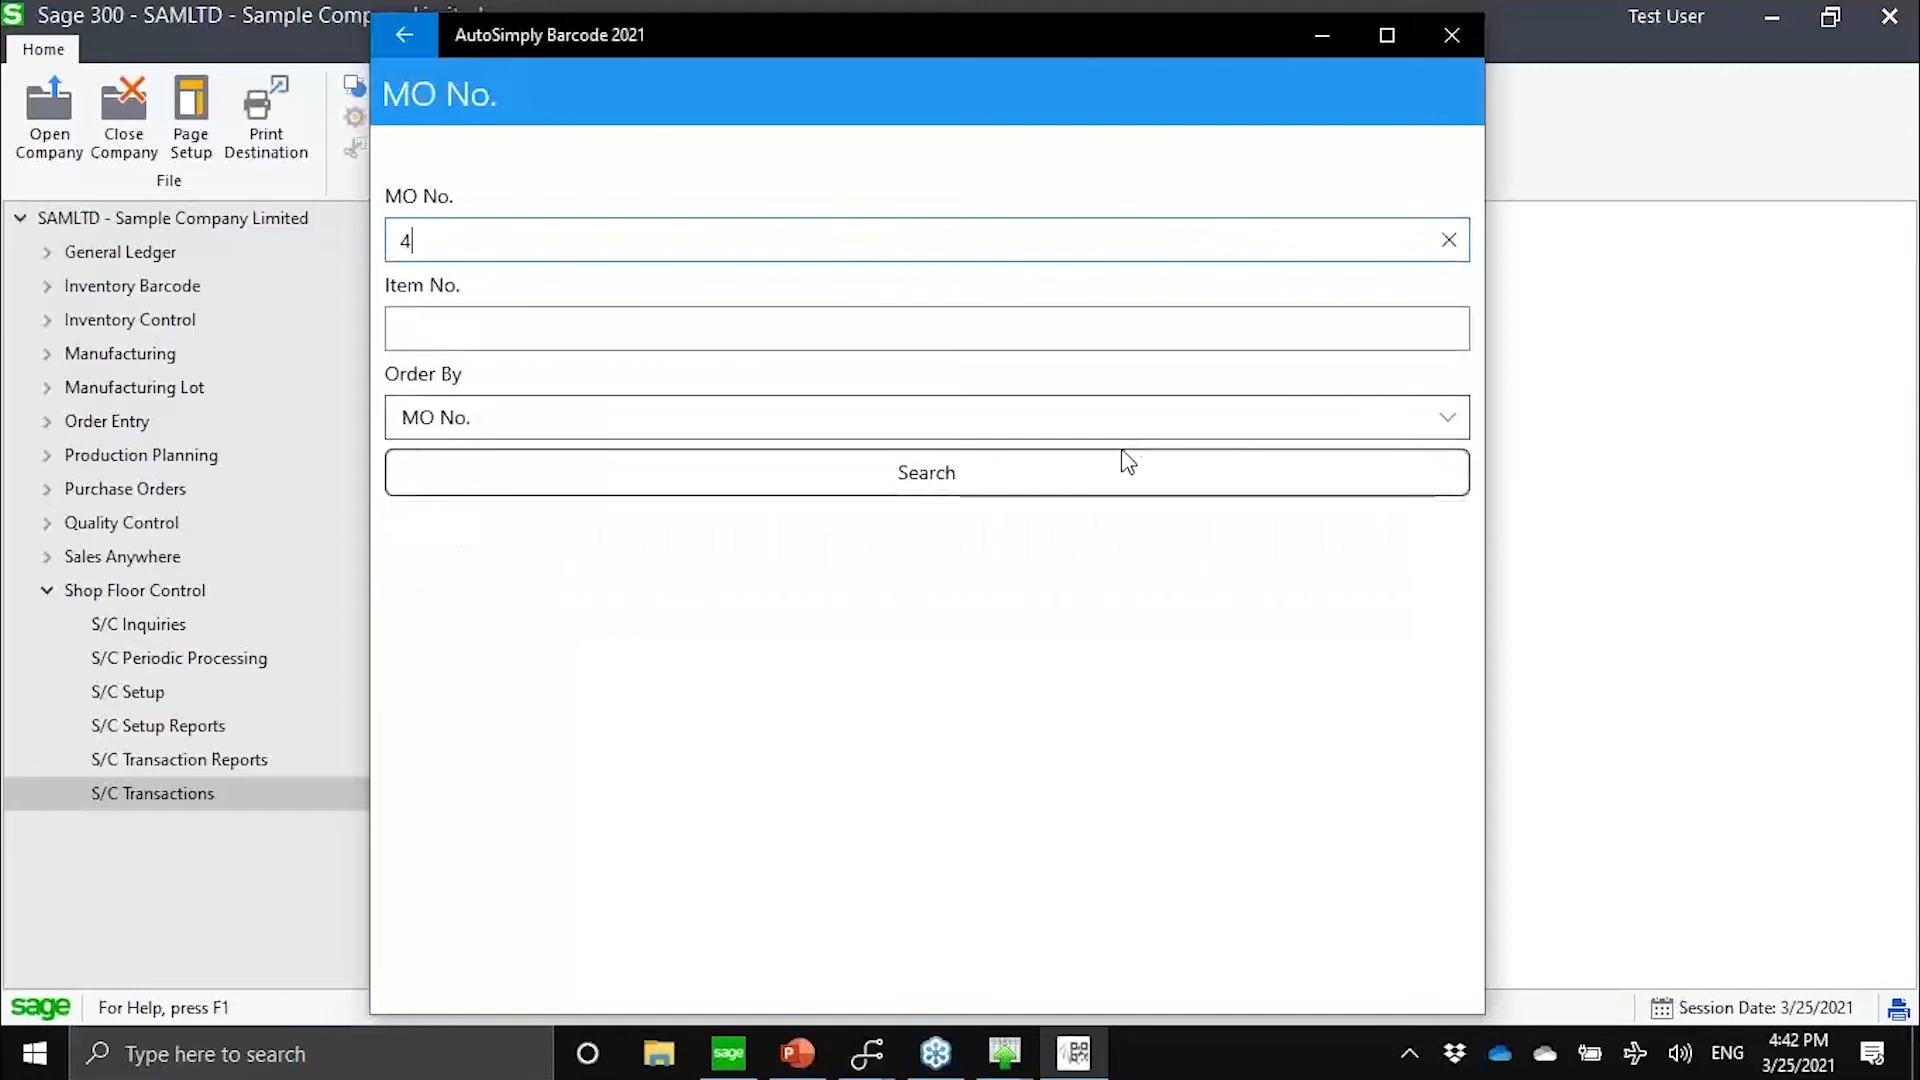 S Sage 300 - SAMLTD - Sample Comp
Test User
AutoSimply Barcode 2021
Home
Open Company
Close Company
Page Setup
Print Destination
File
MO No.
MO No.
4
Item No.
Order By
MO No.
Search
SAMLTD - Sample Company Limited
General Ledger
Inventory Barcode
Inventory Control
Manufacturing
Manufacturing Lot
Order Entry
Production Planning
Purchase Orders
Quality Control
Sales Anywhere
Shop Floor Control
S/C Inquiries
S/C Periodic Processing
S/C Setup
S/C Setup Reports
S/C Transaction Reports
S/C Transactions
sage For Help, press F1
Session Date: 3/25/2021
Type here to search
sage
ENG
4:42 PM
3/25/2021